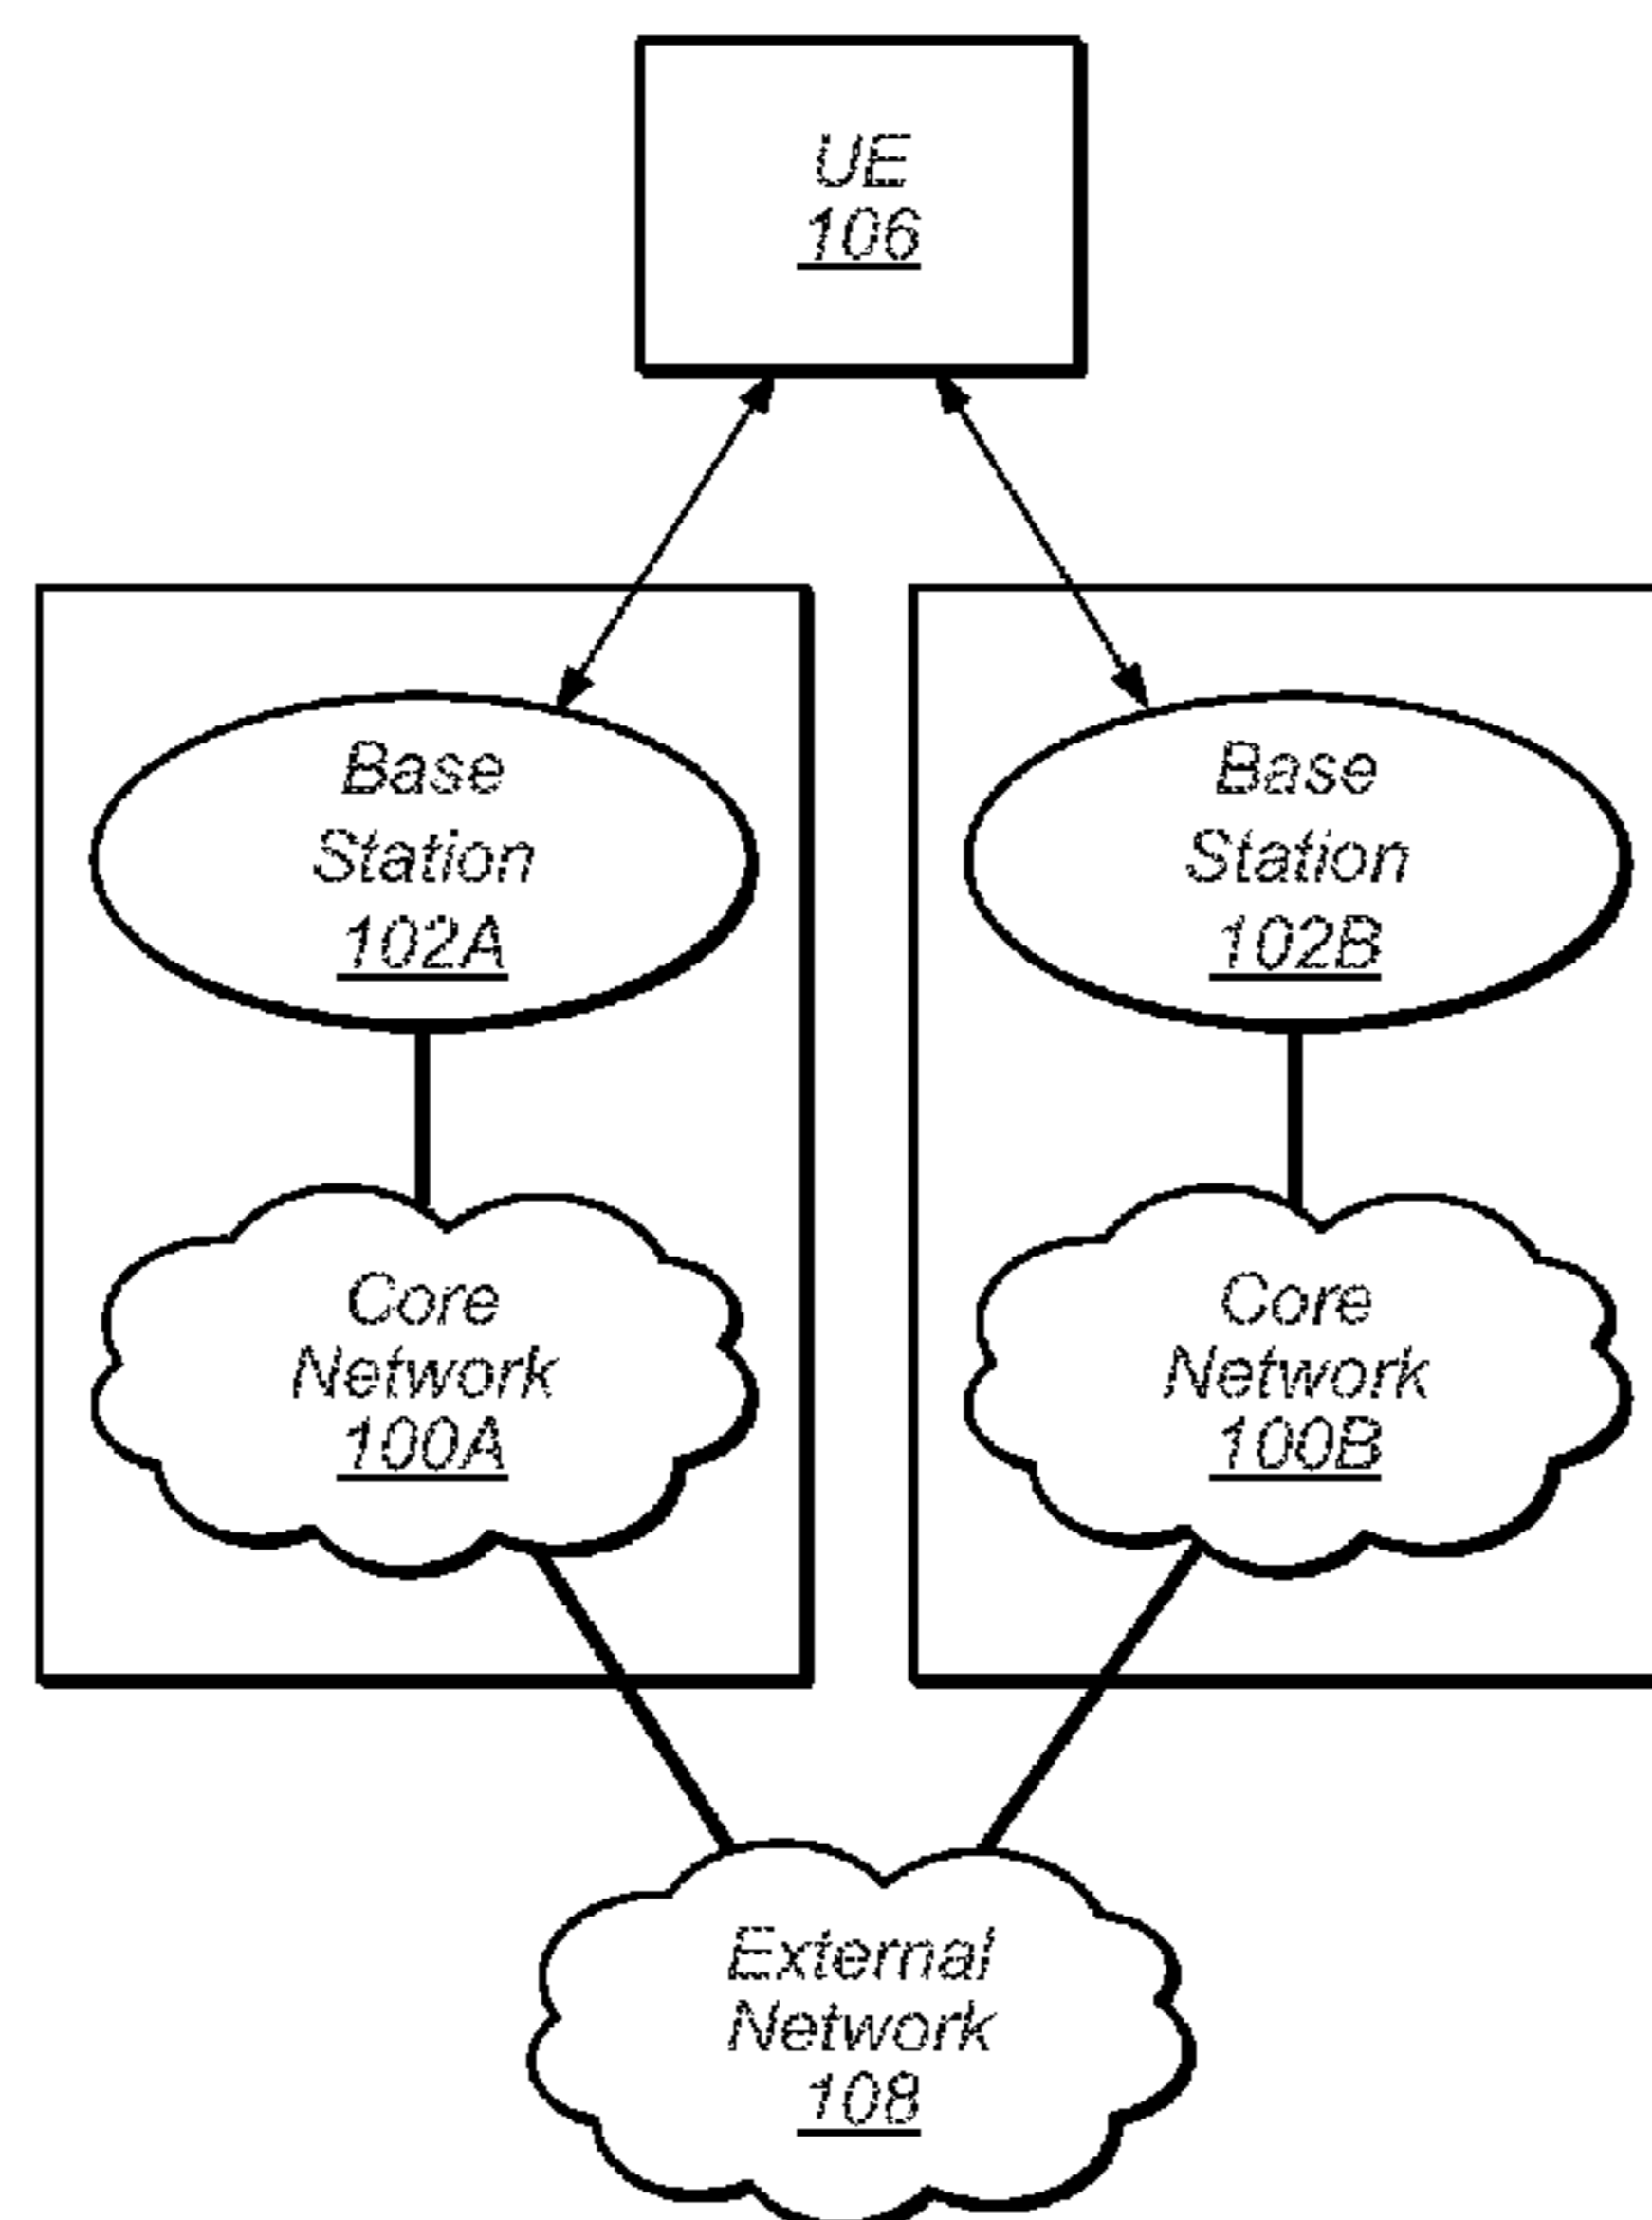 UE
106
Base
Station
102A
Base
Station
102B
Core
Network
100A
Core
Network
100B
External
Network
108